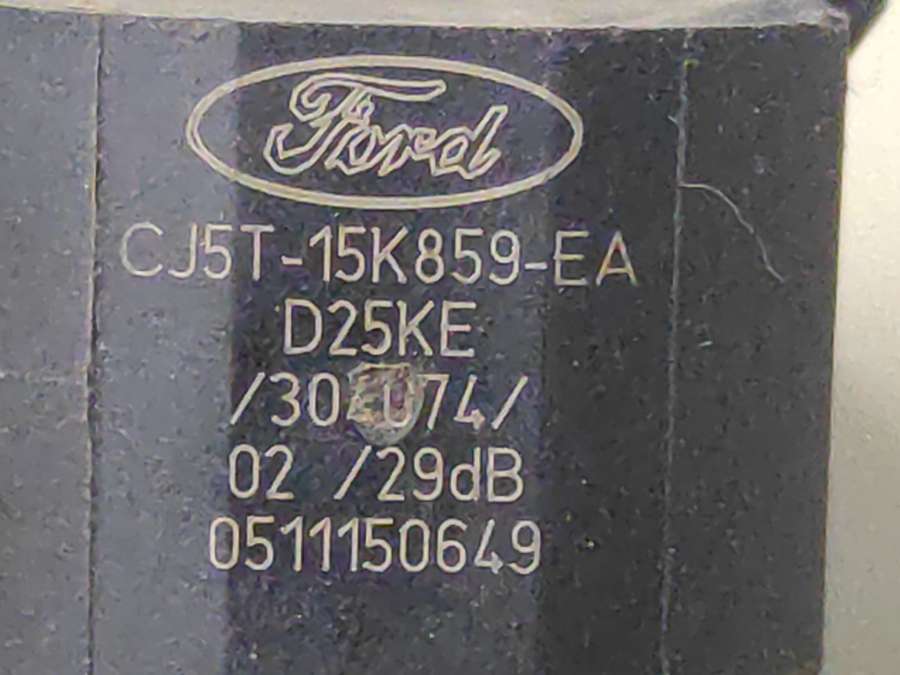 Ford
CJ5T-15K859-EA
D25KE
02 /29dB
0511150649